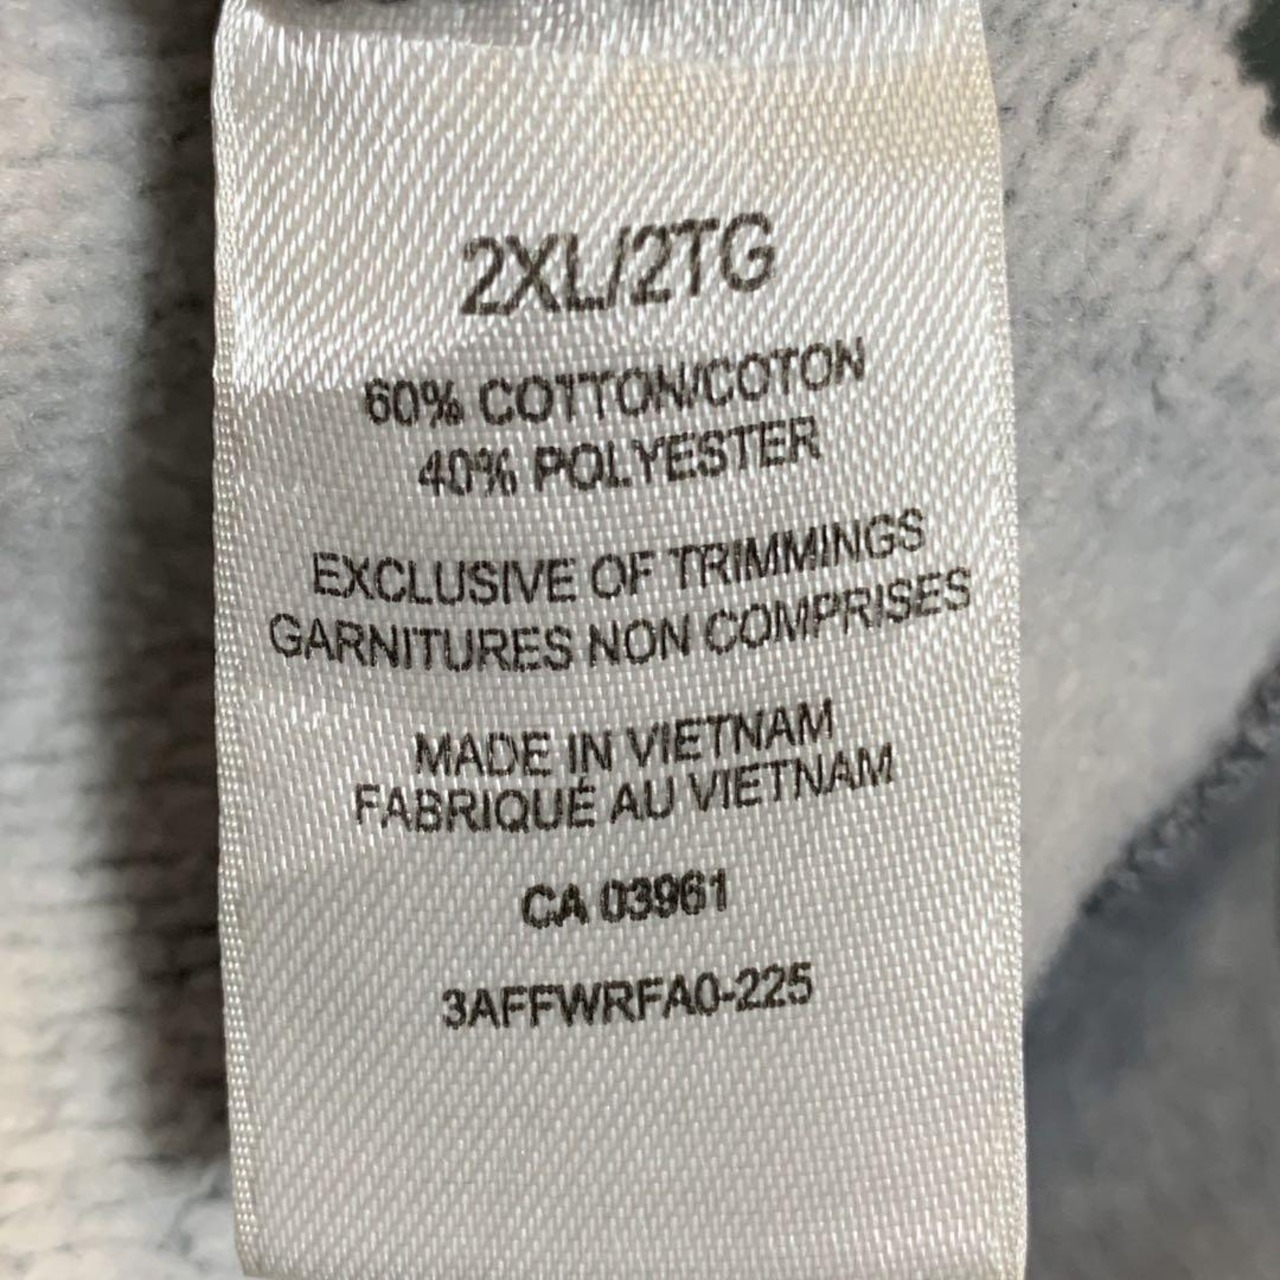 2XL/2TG
60% COTTON/COTON
40% POLYESTER
EXCLUSIVE OF TRIMMINGS
GARNITURES NON COMPRISES
MADE IN VIETNAM
FABRIQUÉ AU VIETNAM
CA 03961
3AFFWRFA0-225